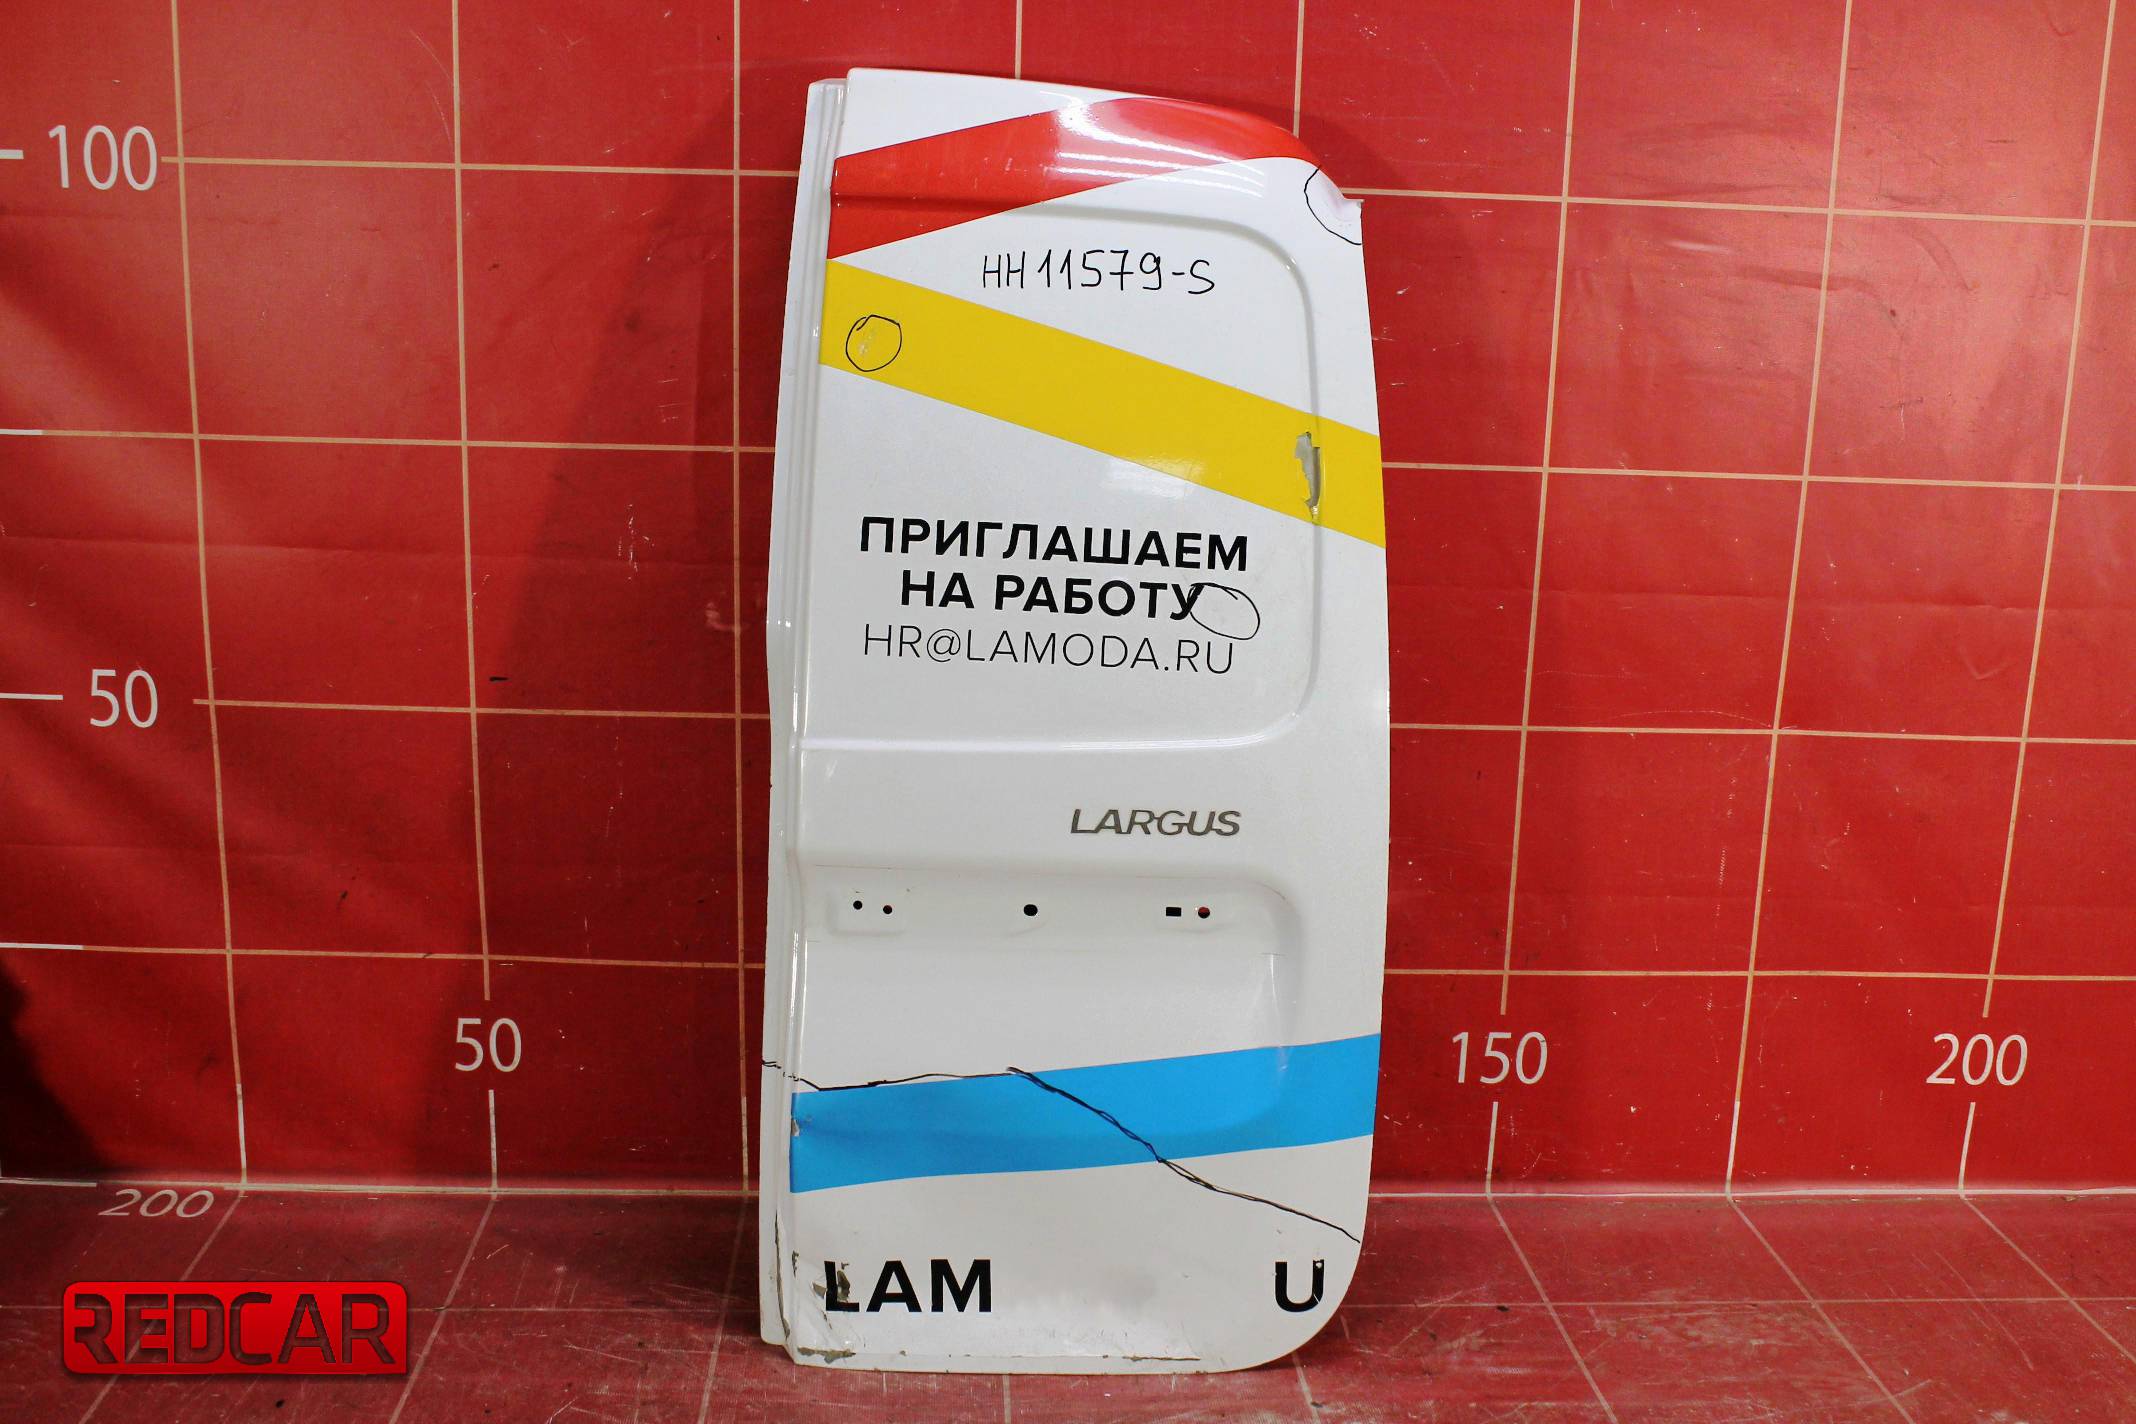 100
HH11579-S
ПРИГЛАШАЕМ
НА РАБОТУ
HR@LAMODA.RU
50
LARGUS
50
150
200
200
LAM U
REDCAR